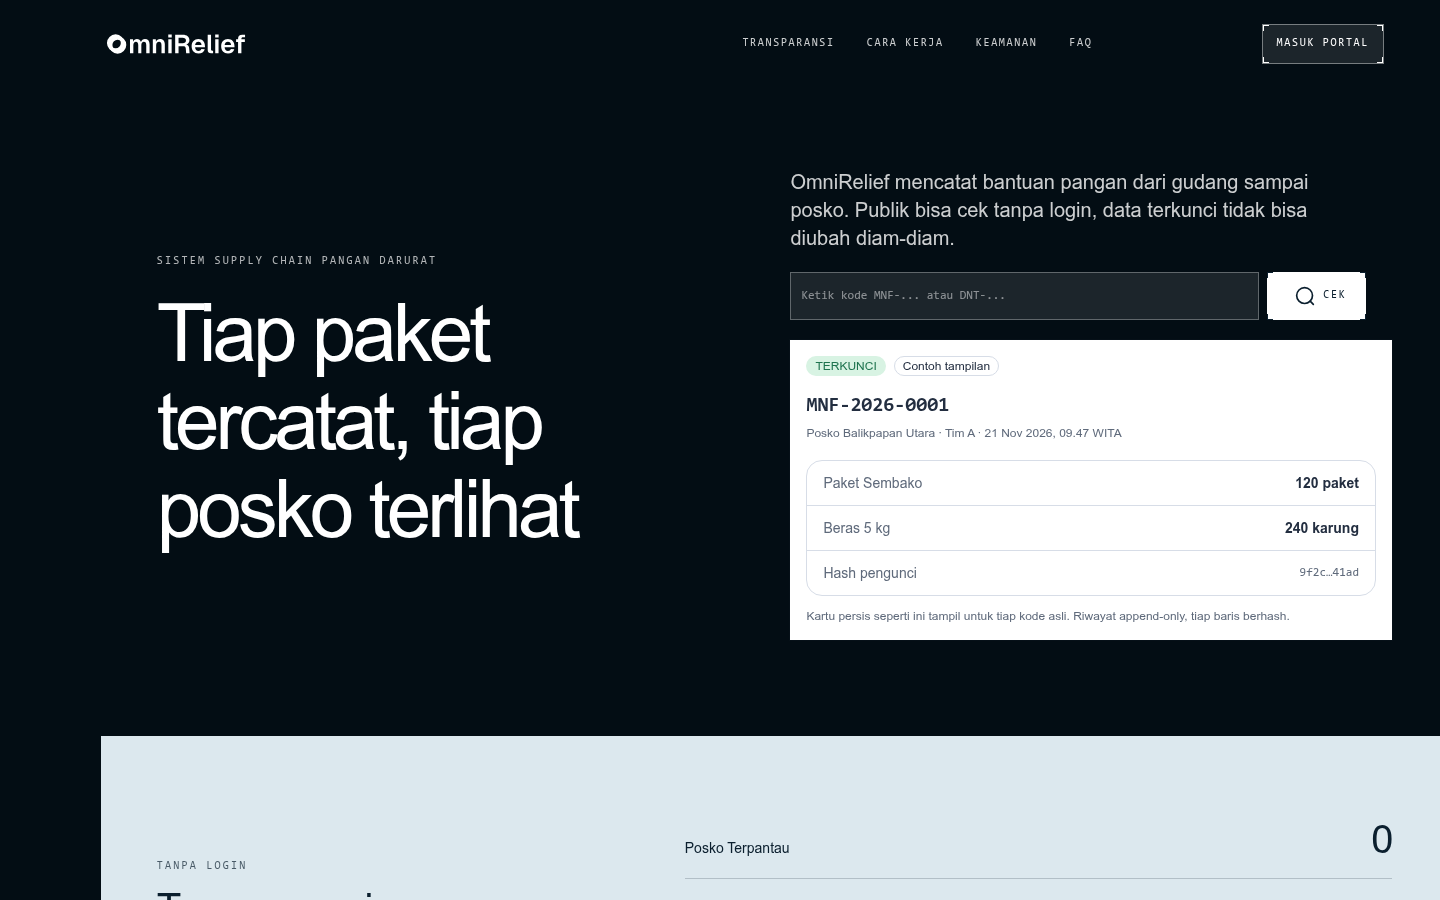 OmniRelief
TRANSPARANSI
CARA KERJA
KEAMANAN
FAQ
MASUK PORTAL
SISTEM SUPPLY CHAIN PANGAN DARURAT
Tiap paket
tercatat, tiap
posko terlihat
OmniRelief mencatat bantuan pangan dari gudang sampai
posko. Publik bisa cek tanpa login, data terkunci tidak bisa
diubah diam-diam.
Ketik kode MNF-... atau DNT-...
CEK
TERKUNCI
Contoh tampilan
MNF-2026-0001
Posko Balikpapan Utara · Tim A · 21 Nov 2026, 09.47 WITA
Paket Sembako 120 paket
Beras 5 kg 240 karung
Hash pengunci 9f2c…41ad
Kartu persis seperti ini tampil untuk tiap kode asli. Riwayat append-only, tiap baris berhash.
TANPA LOGIN
Posko Terpantau 0